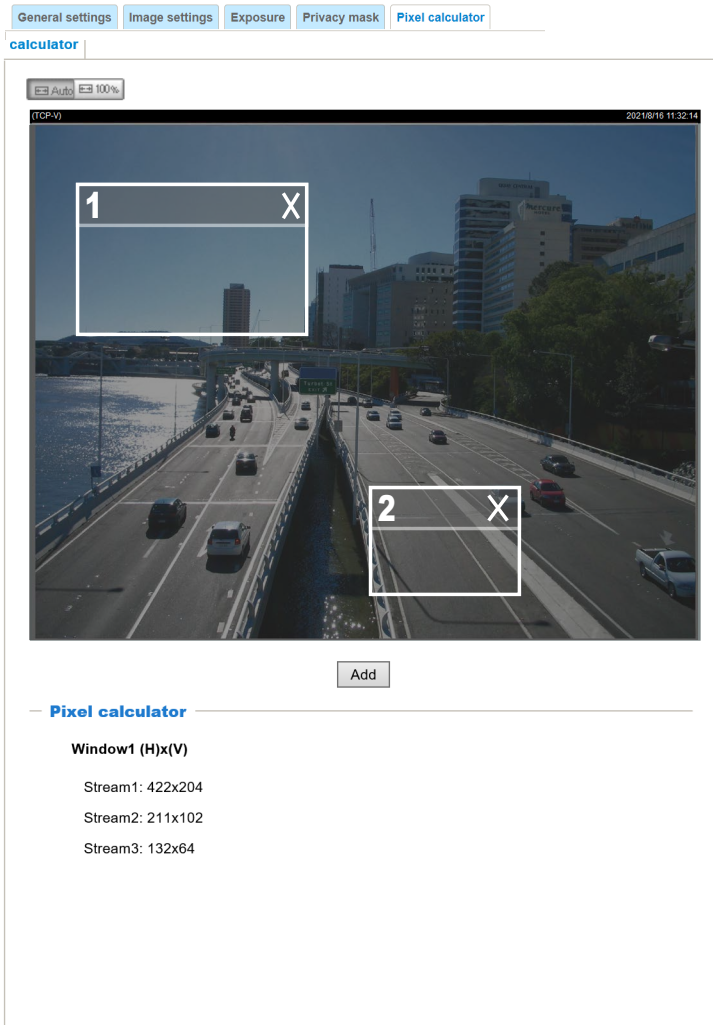 General settings Image settings Exposure Privacy mask Pixel calculator
calculator
Auto 100%
(TCP-V) 2021/8/16 11:32:14
1 X
2 X
Add
Pixel calculator
Window1 (H)x(V)
Stream1: 422x204
Stream2: 211x102
Stream3: 132x64